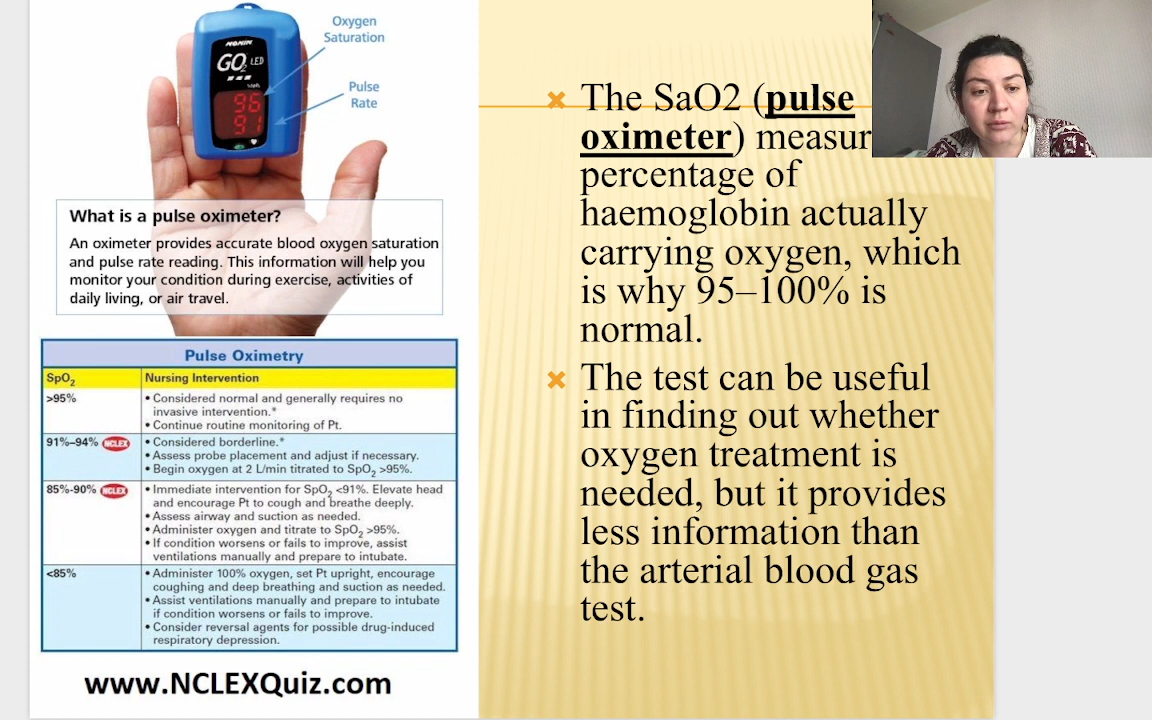 Oxygen
Saturation
NONIN
GO2 LED
%SpO2
96
91
Pulse
Rate
What is a pulse oximeter?
An oximeter provides accurate blood oxygen saturation
and pulse rate reading. This information will help you
monitor your condition during exercise, activities of
daily living, or air travel.
Pulse Oximetry
SpO2 Nursing Intervention
>95% • Considered normal and generally requires no
invasive intervention.*
• Continue routine monitoring of Pt.
91%–94% NCLEX • Considered borderline.*
• Assess probe placement and adjust if necessary.
• Begin oxygen at 2 L/min titrated to SpO2 >95%.
85%-90% NCLEX • Immediate intervention for SpO2 <91%. Elevate head
and encourage Pt to cough and breathe deeply.
• Assess airway and suction as needed.
• Administer oxygen and titrate to SpO2 >95%.
• If condition worsens or fails to improve, assist
ventilations manually and prepare to intubate.
<85% • Administer 100% oxygen, set Pt upright, encourage
coughing and deep breathing and suction as needed.
• Assist ventilations manually and prepare to intubate
if condition worsens or fails to improve.
• Consider reversal agents for possible drug-induced
respiratory depression.
www.NCLEXQuiz.com
The SaO2 (pulse
oximeter) measur
percentage of
haemoglobin actually
carrying oxygen, which
is why 95–100% is
normal.
The test can be useful
in finding out whether
oxygen treatment is
needed, but it provides
less information than
the arterial blood gas
test.